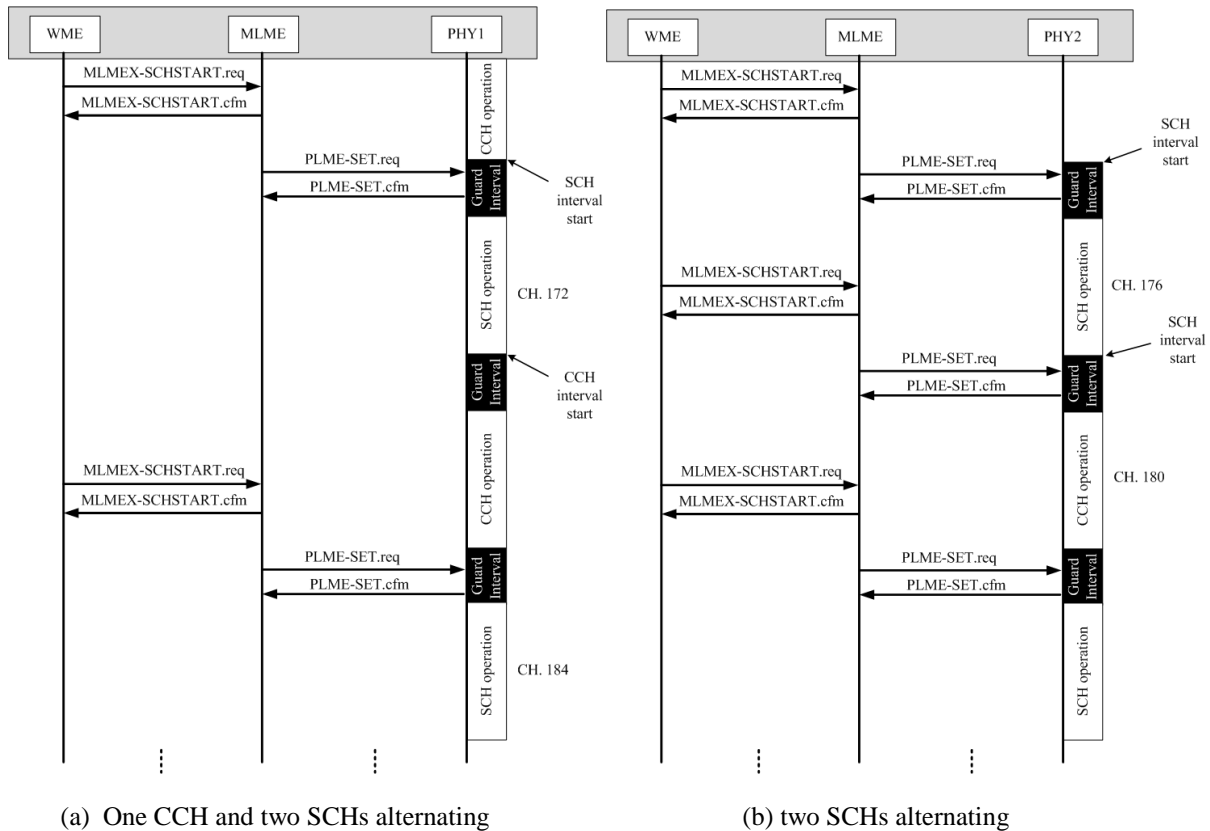 WME
MLME
PHY1
MLMEX-SCHSTART.req
MLMEX-SCHSTART.cfm
CCH operation
PLME-SET.req
PLME-SET.cfm
Guard
Interval
SCH
interval
start
SCH operation
CH. 172
Guard
Interval
CCH
interval
start
MLMEX-SCHSTART.req
MLMEX-SCHSTART.cfm
CCH operation
PLME-SET.req
PLME-SET.cfm
Guard
Interval
SCH operation
CH. 184
(a) One CCH and two SCHs alternating
WME
MLME
PHY2
MLMEX-SCHSTART.req
MLMEX-SCHSTART.cfm
SCH
interval
start
PLME-SET.req
PLME-SET.cfm
Guard
Interval
MLMEX-SCHSTART.req
MLMEX-SCHSTART.cfm
SCH operation
CH. 176
SCH
interval
start
PLME-SET.req
PLME-SET.cfm
Guard
Interval
MLMEX-SCHSTART.req
MLMEX-SCHSTART.cfm
CCH operation
CH. 180
PLME-SET.req
PLME-SET.cfm
Guard
Interval
SCH operation
(b) two SCHs alternating